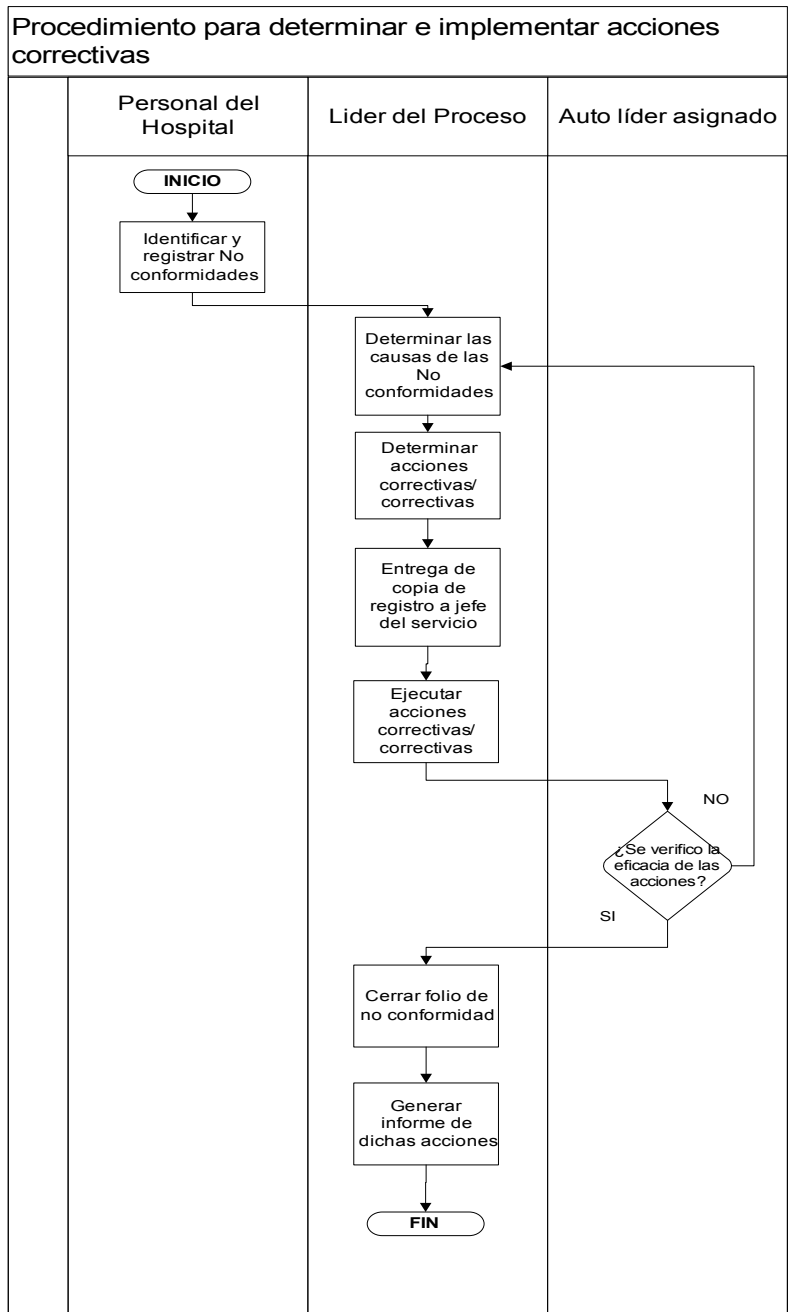 Procedimiento para determinar e implementar acciones
correctivas
Personal del
Hospital
Lider del Proceso
Auto líder asignado
INICIO
Identificar y
registrar No
conformidades
Determinar las
causas de las
No
conformidades
Determinar
acciones
correctivas/
correctivas
Entrega de
copia de
registro a jefe
del servicio
Ejecutar
acciones
correctivas/
correctivas
NO
¿Se verifico la
eficacia de las
acciones?
SI
Cerrar folio de
no conformidad
Generar
informe de
dichas acciones
FIN